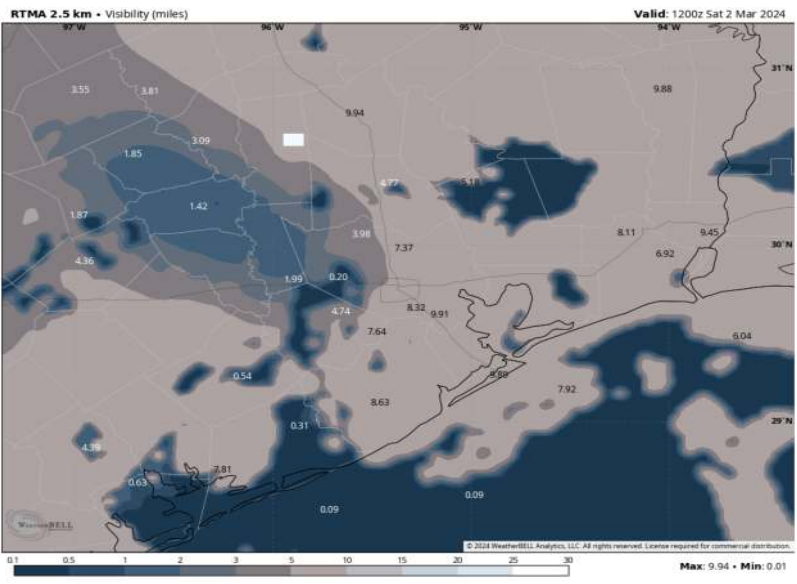 RTMA 2.5 km • Visibility (miles)
Valid: 1200z Sat 2 Mar 2024
97°W 96°W 95°W 94°W
31°N
3.55 3.81 9.88
9.94
3.09
1.85
4.77 5.18
1.42
1.87
3.98 8.11 9.45
7.37 30°N
4.36 6.92
1.99 0.20
4.74 8.32 9.91
7.64 6.04
0.54 9.80
7.92
8.63
0.31 29°N
4.39
7.81
0.63
0.09 0.09
WEATHERBELL
© 2024 WeatherBELL Analytics, LLC. All rights reserved. License required for commercial distribution.
0.1 0.5 1 2 3 5 10 15 20 25 30
Max: 9.94 • Min: 0.01